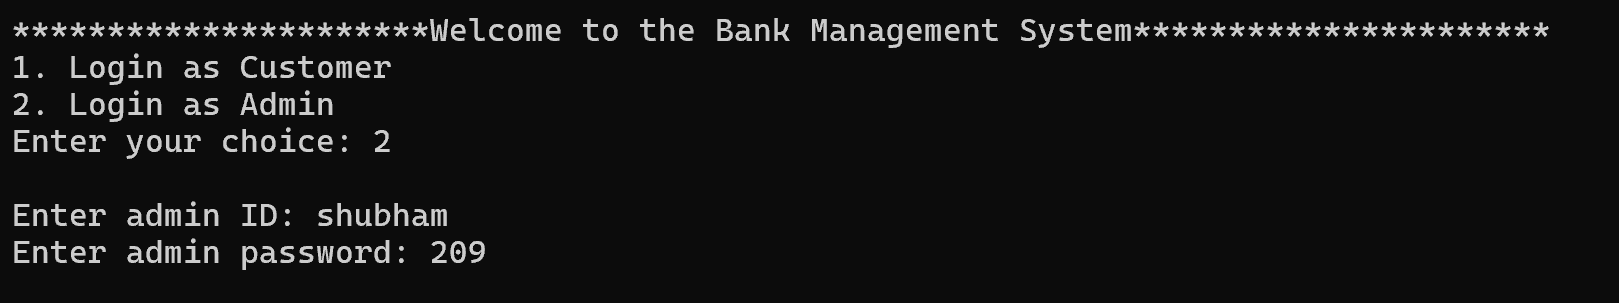 **********************Welcome to the Bank Management System**********************
1. Login as Customer
2. Login as Admin
Enter your choice: 2
Enter admin ID: shubham
Enter admin password: 209